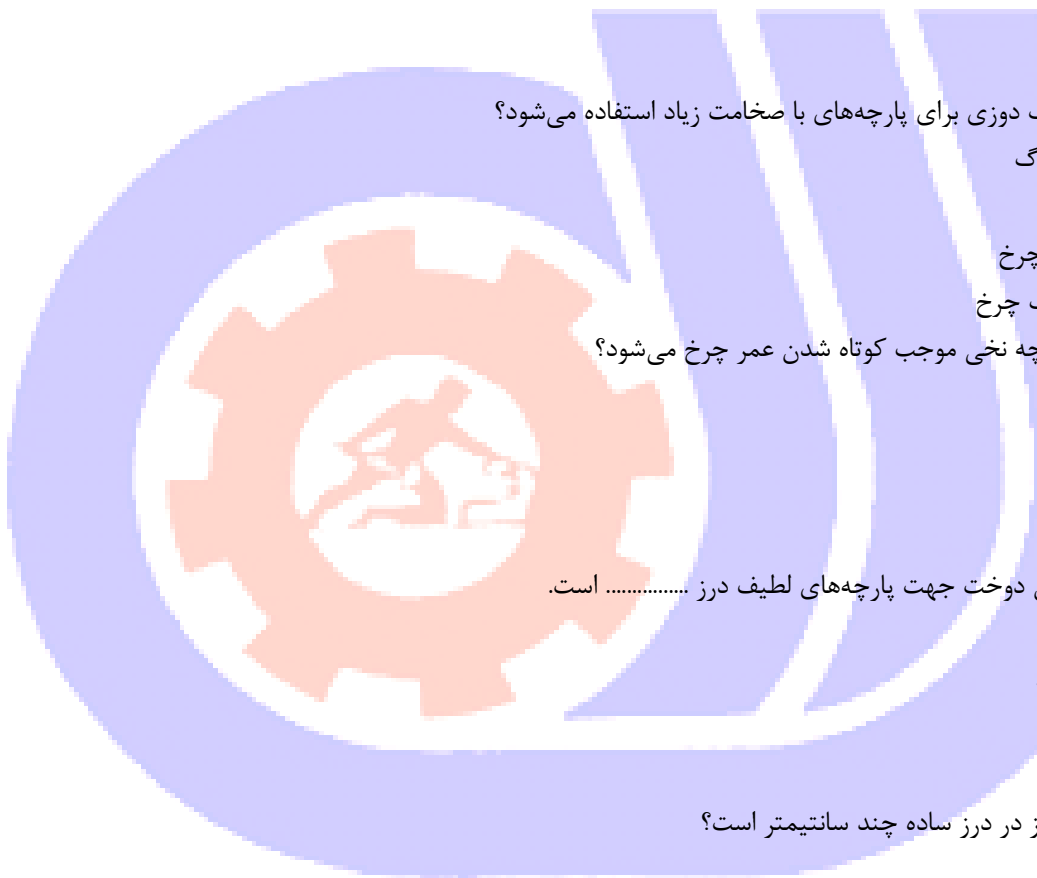 دوزی برای پارچه‌های با ضخامت زیاد استفاده می‌شود؟
چرخ
چرخ
نخی موجب کوتاه شدن عمر چرخ می‌شود؟
دوخت جهت پارچه‌های لطیف درز ............... است.
در درز ساده چند سانتیمتر است؟